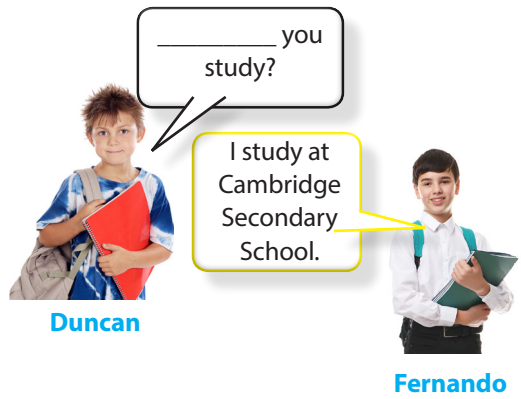 __________ you
study?
I study at
Cambridge
Secondary
School.
Duncan
Fernando